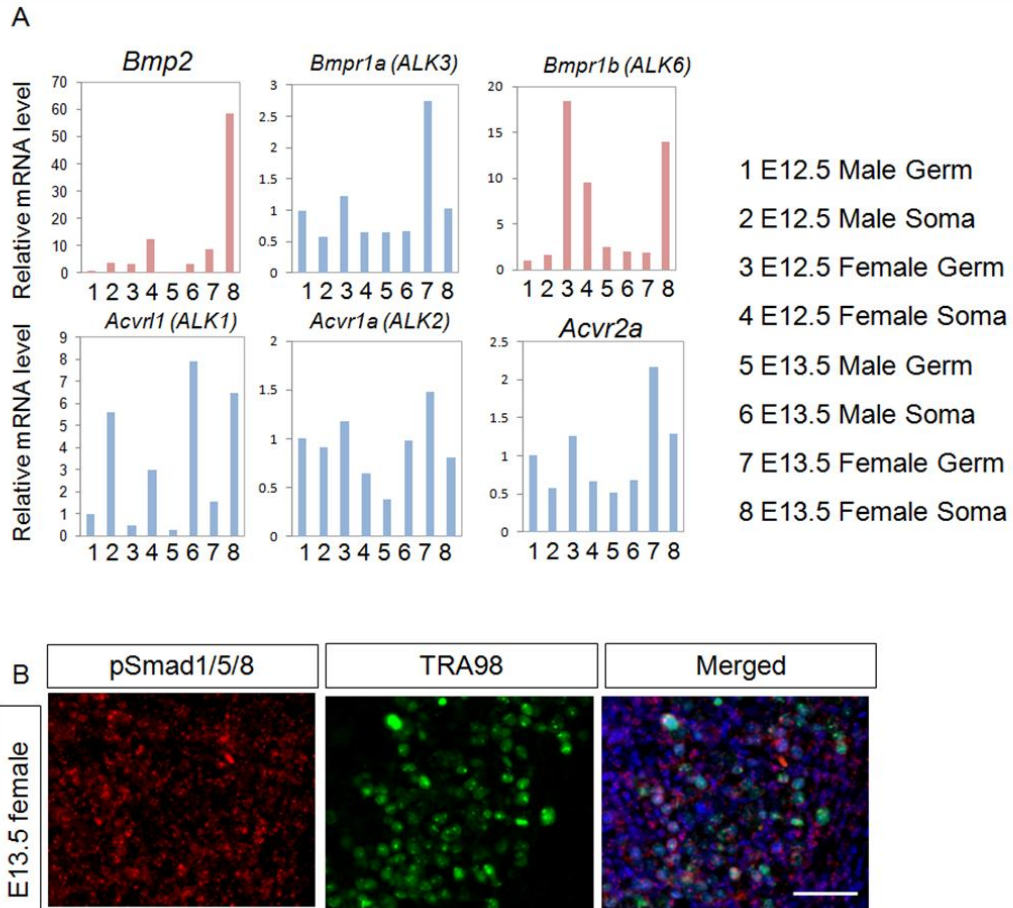 A
Bmp2
Bmpr1a (ALK3)
Bmpr1b (ALK6)
Relative mRNA level
70
60
50
40
30
20
10
0
1 2 3 4 5 6 7 8
3
2.5
2
1.5
1
0.5
0
1 2 3 4 5 6 7 8
20
15
10
5
0
1 2 3 4 5 6 7 8
Acvrl1 (ALK1)
Acvr1a (ALK2)
Acvr2a
Relative mRNA level
9
8
7
6
5
4
3
2
1
0
1 2 3 4 5 6 7 8
2
1.5
1
0.5
0
1 2 3 4 5 6 7 8
2.5
2
1.5
1
0.5
0
1 2 3 4 5 6 7 8
1 E12.5 Male Germ
2 E12.5 Male Soma
3 E12.5 Female Germ
4 E12.5 Female Soma
5 E13.5 Male Germ
6 E13.5 Male Soma
7 E13.5 Female Germ
8 E13.5 Female Soma
B
pSmad1/5/8
TRA98
Merged
E13.5 female